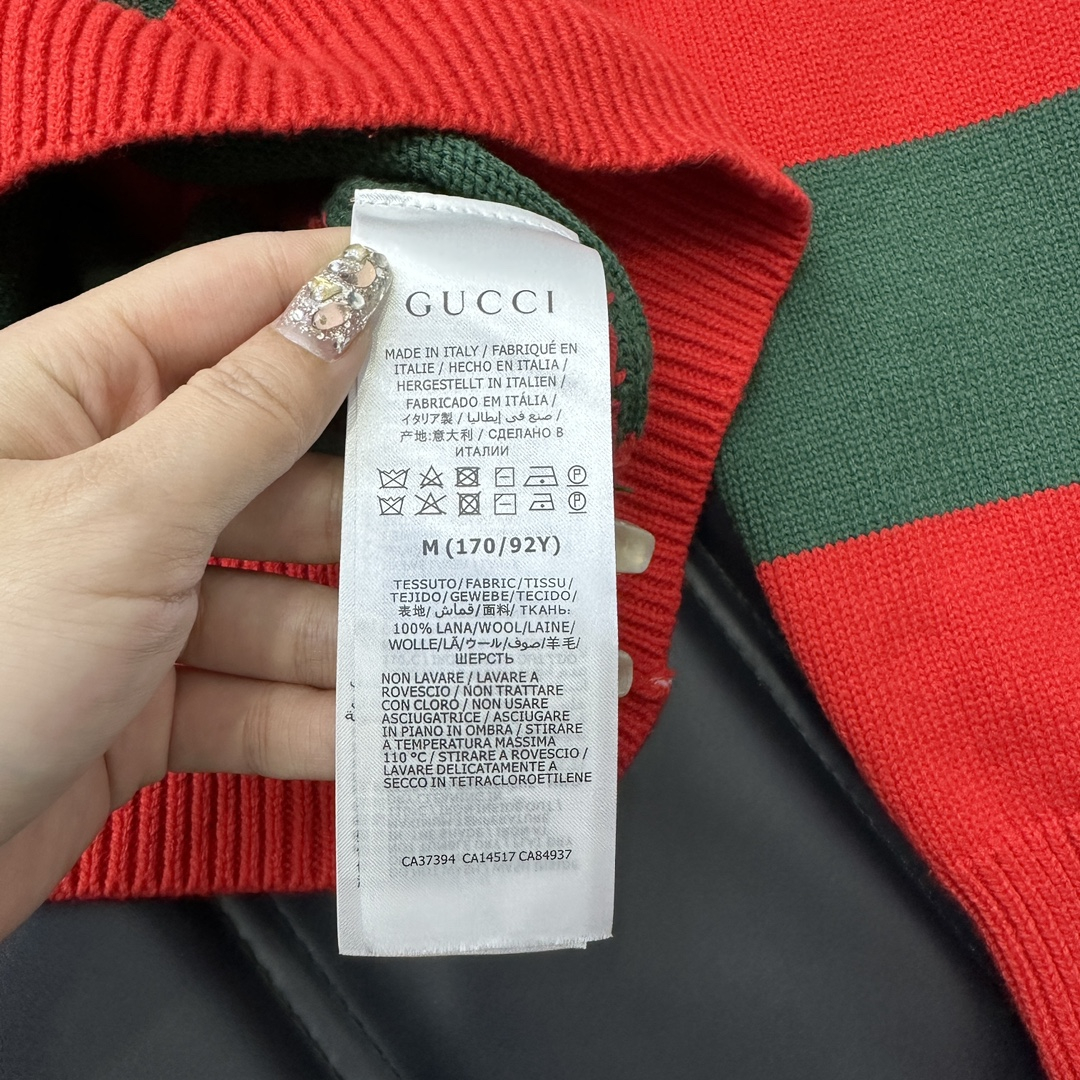 GUCCI
MADE IN ITALY / FABRIQUÉ EN
ITALIE / HECHO EN ITALIA /
HERGESTELLT IN ITALIEN /
FABRICADO EM ITÁLIA /
イタリア製 / صنع في إيطاليا /
产地:意大利 / СДЕЛАНО В
ИТАЛИИ
P
P
M (170/92Y)
TESSUTO/FABRIC/TISSU/
TEJIDO/GEWEBE/TECIDO/
表地/ قماش/面料/ ТКАНЬ:
100% LANA/WOOL/LAINE/
WOLLE/LÃ/ウール/صوف/羊毛/
ШЕРСТЬ
NON LAVARE / LAVARE A
ROVESCIO / NON TRATTARE
CON CLORO / NON USARE
ASCIUGATRICE / ASCIUGARE
IN PIANO IN OMBRA / STIRARE
A TEMPERATURA MASSIMA
110 °C / STIRARE A ROVESCIO /
LAVARE DELICATAMENTE A
SECCO IN TETRACLOROETILENE
CA37394 CA14517 CA84937